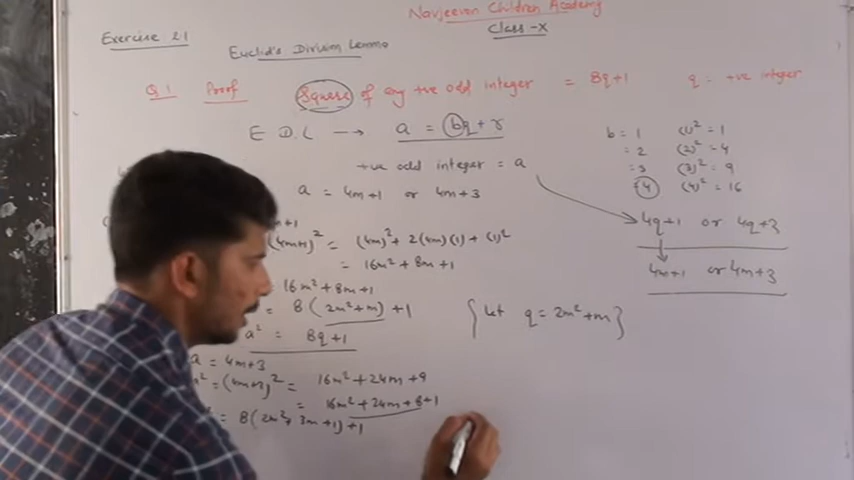 Navjeevan Children Academy
Exercise 2.1
Class - X
Euclid's Division Lemma
Q.1 Proof Square of any +ve odd integer = 8q+1 q = +ve integer
E D L → a = bq + r
b = 1 (1)² = 1
= 2 (2)² = 4
= 3 (3)² = 9
= 4 (4)² = 16
+ve odd integer = a
a = 4m+1 or 4m+3
4q+1 or 4q+3
4m+1 or 4m+3
m+1
(4m+1)² = (4m)² + 2(4m)(1) + (1)²
= 16m² + 8m + 1
16m² + 8m + 1
= 8(2m²+m) + 1
{ let q = 2m² + m }
a² = 8q+1
a = 4m+3
a² = (4m+3)² = 16m² + 24m + 9
= 16m² + 24m + 8 + 1
= 8(2m² + 3m + 1) + 1